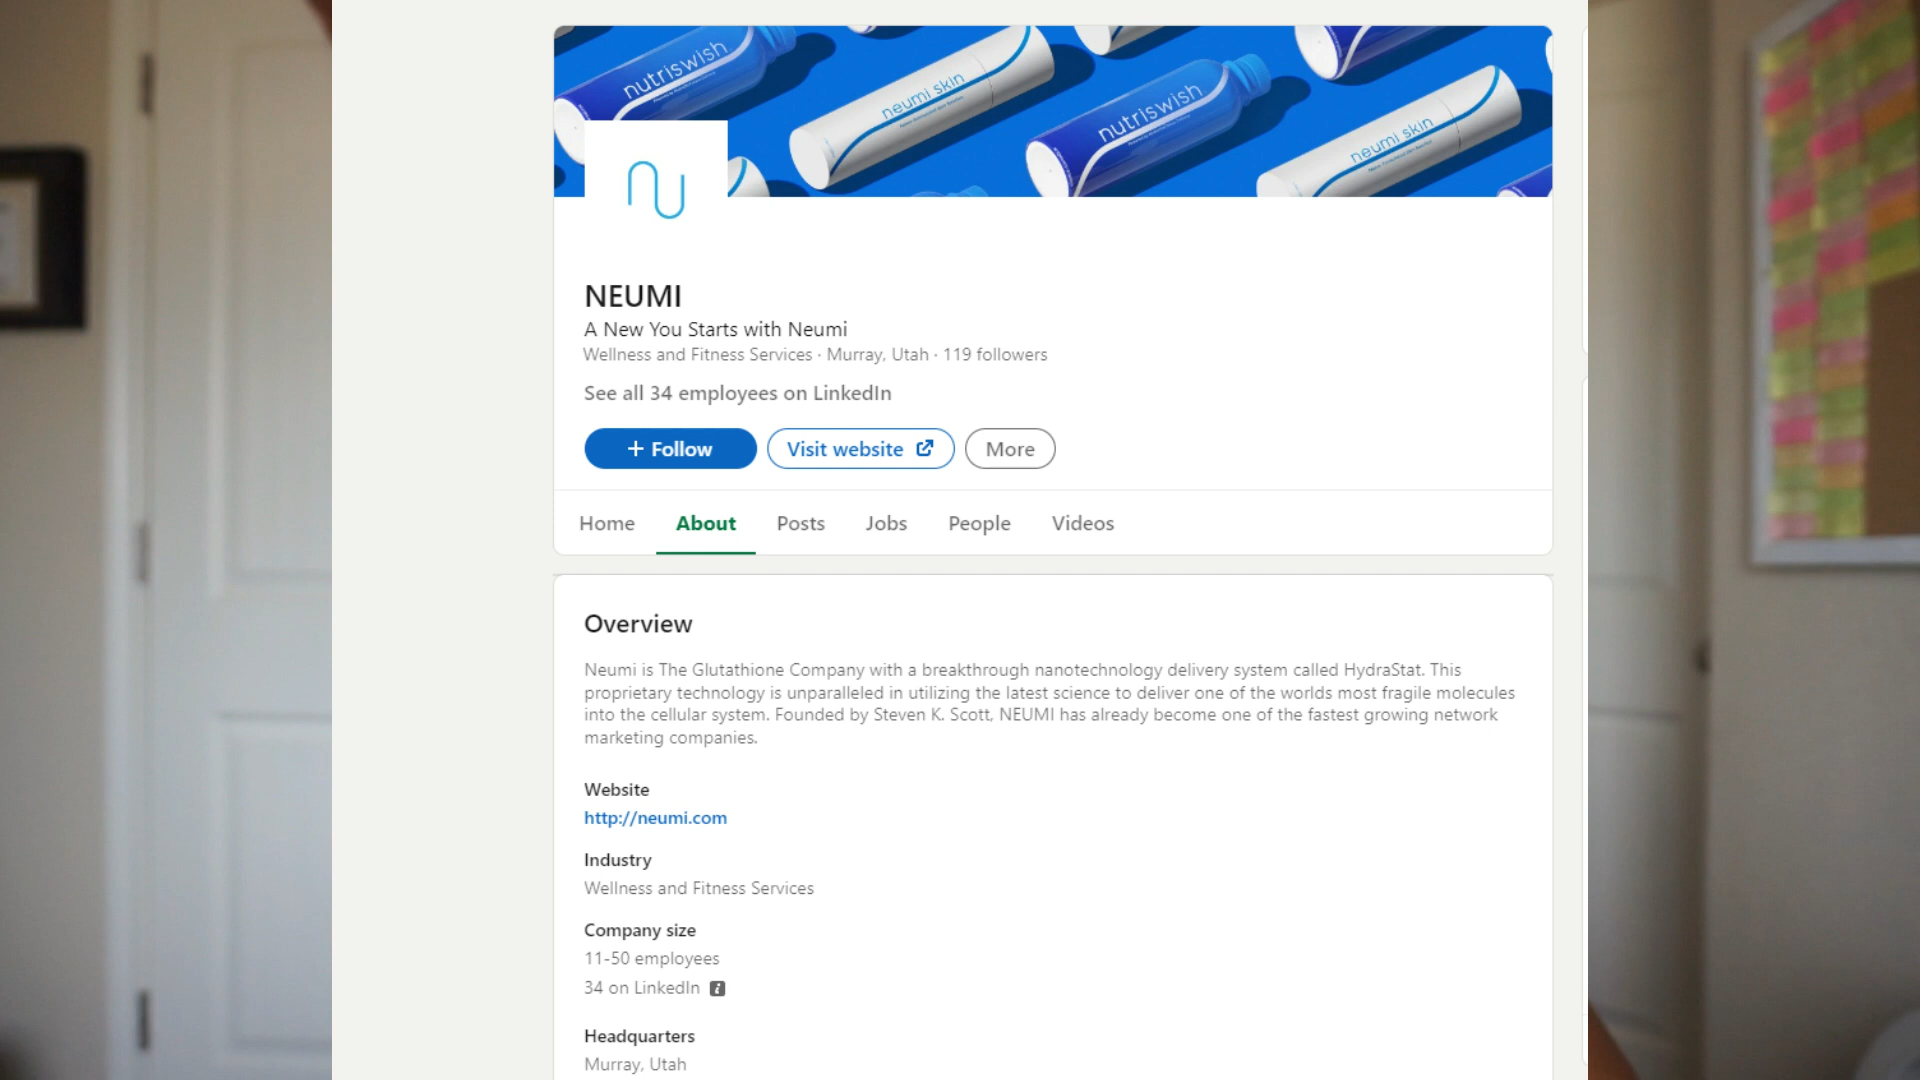 nutriswish
neumi skin
nutriswish
neumi skin
NEUMI
A New You Starts with Neumi
Wellness and Fitness Services · Murray, Utah · 119 followers
See all 34 employees on LinkedIn
+ Follow
Visit website
More
Home
About
Posts
Jobs
People
Videos
Overview
Neumi is The Glutathione Company with a breakthrough nanotechnology delivery system called HydraStat. This
proprietary technology is unparalleled in utilizing the latest science to deliver one of the worlds most fragile molecules
into the cellular system. Founded by Steven K. Scott, NEUMI has already become one of the fastest growing network
marketing companies.
Website
http://neumi.com
Industry
Wellness and Fitness Services
Company size
11-50 employees
34 on LinkedIn
Headquarters
Murray, Utah